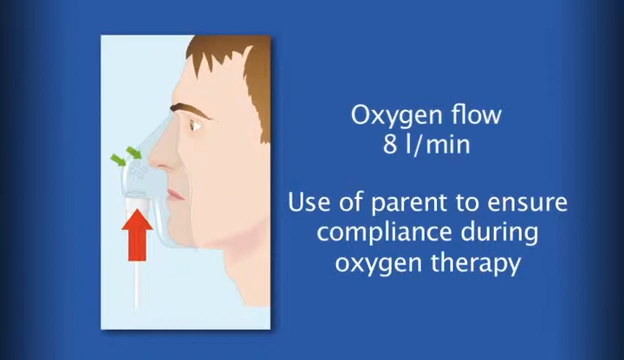 Oxygen flow
8 l/min
Use of parent to ensure
compliance during
oxygen therapy